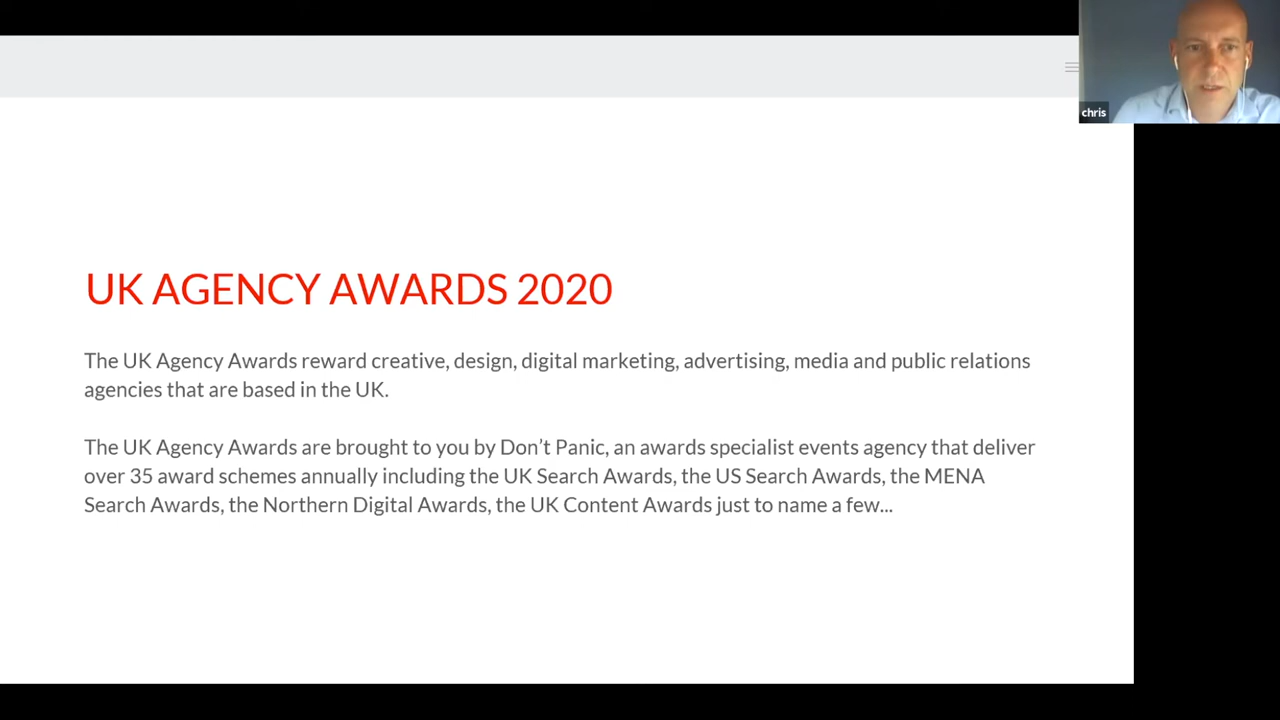 chris
UK AGENCY AWARDS 2020
The UK Agency Awards reward creative, design, digital marketing, advertising, media and public relations
agencies that are based in the UK.
The UK Agency Awards are brought to you by Don’t Panic, an awards specialist events agency that deliver
over 35 award schemes annually including the UK Search Awards, the US Search Awards, the MENA
Search Awards, the Northern Digital Awards, the UK Content Awards just to name a few...